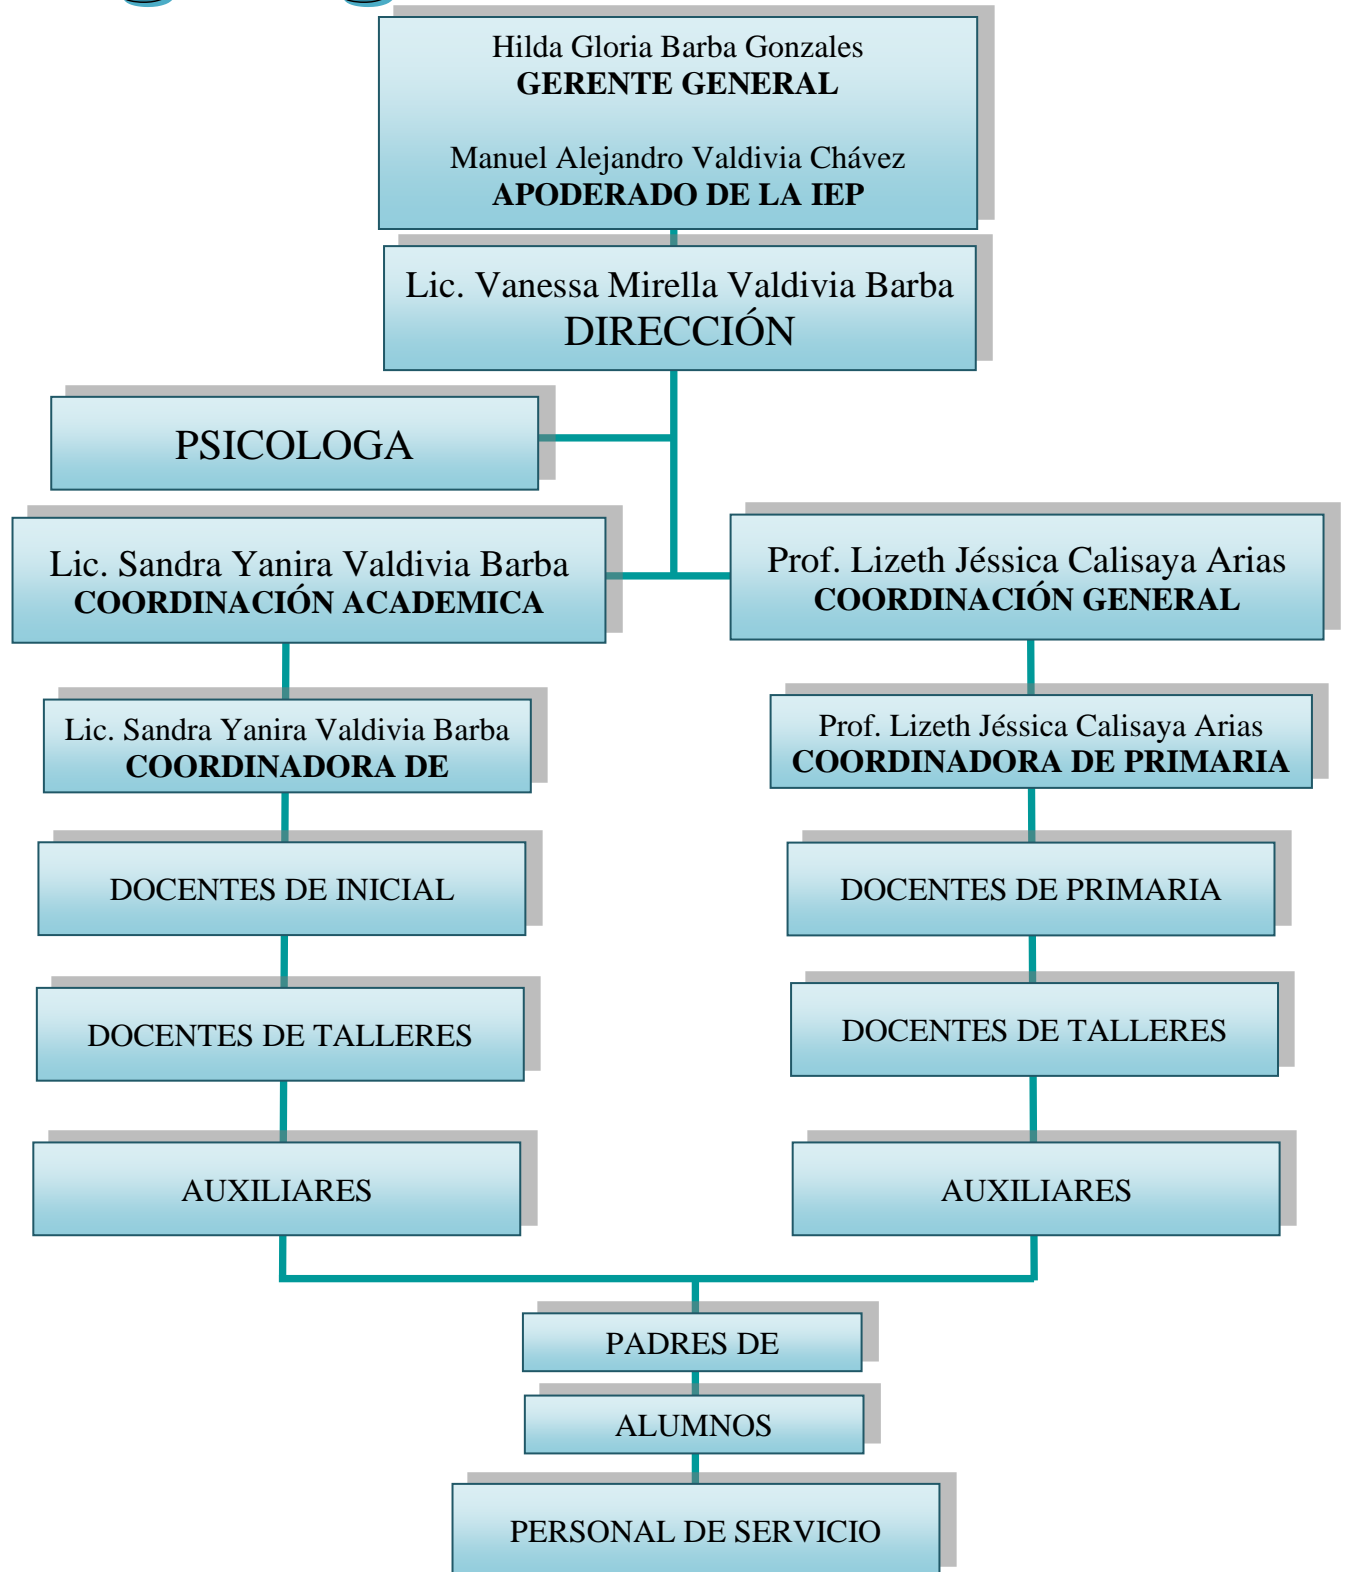 Hilda Gloria Barba Gonzales
GERENTE GENERAL
Manuel Alejandro Valdivia Chávez
APODERADO DE LA IEP
Lic. Vanessa Mirella Valdivia Barba
DIRECCIÓN
PSICOLOGA
Lic. Sandra Yanira Valdivia Barba
COORDINACIÓN ACADEMICA
Prof. Lizeth Jéssica Calisaya Arias
COORDINACIÓN GENERAL
Lic. Sandra Yanira Valdivia Barba
COORDINADORA DE
Prof. Lizeth Jéssica Calisaya Arias
COORDINADORA DE PRIMARIA
DOCENTES DE INICIAL
DOCENTES DE PRIMARIA
DOCENTES DE TALLERES
DOCENTES DE TALLERES
AUXILIARES
AUXILIARES
PADRES DE
ALUMNOS
PERSONAL DE SERVICIO